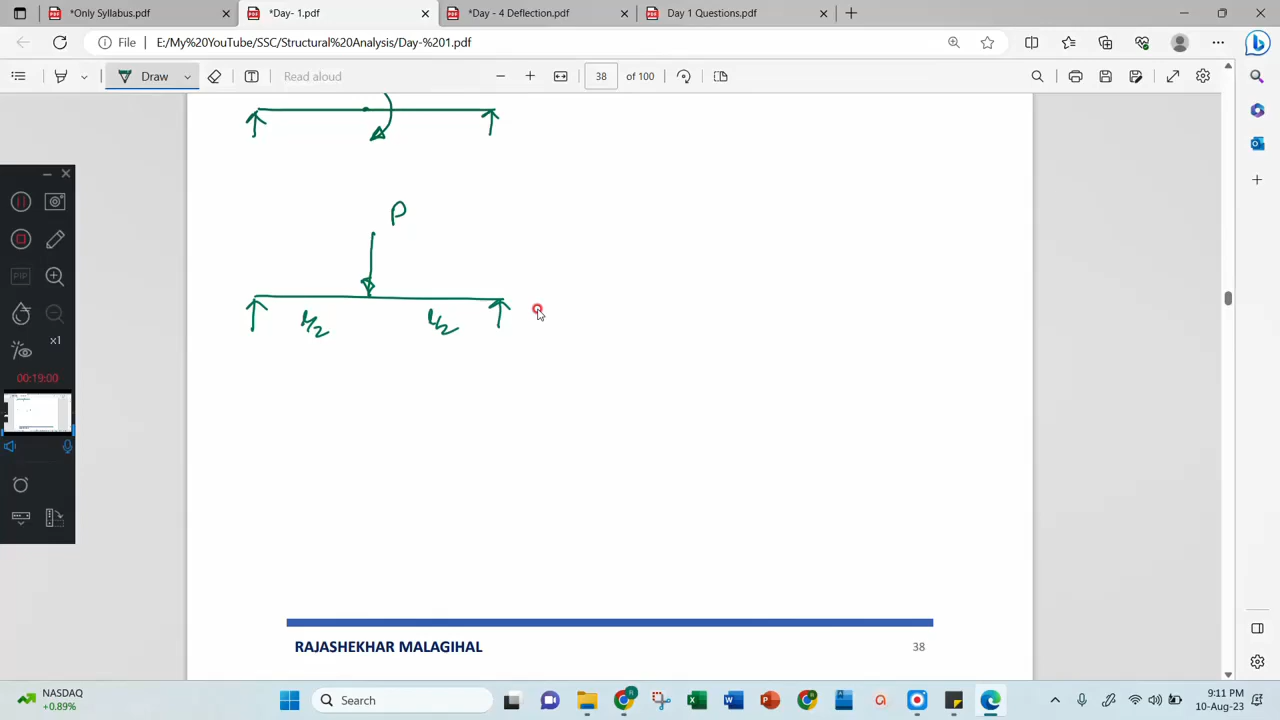 *Only Syllabus.pdf
*Day- 1.pdf
*Day - 4 Deflection.pdf
Day 1 Questions.pdf
File
E:/My%20YouTube/SSC/Structural%20Analysis/Day-%201.pdf
Draw
Read aloud
38
of 100
P
L/2
L/2
PIP
x1
00:19:00
RAJASHEKHAR MALAGIHAL
38
NASDAQ
+0.89%
Search
9:11 PM
10-Aug-23